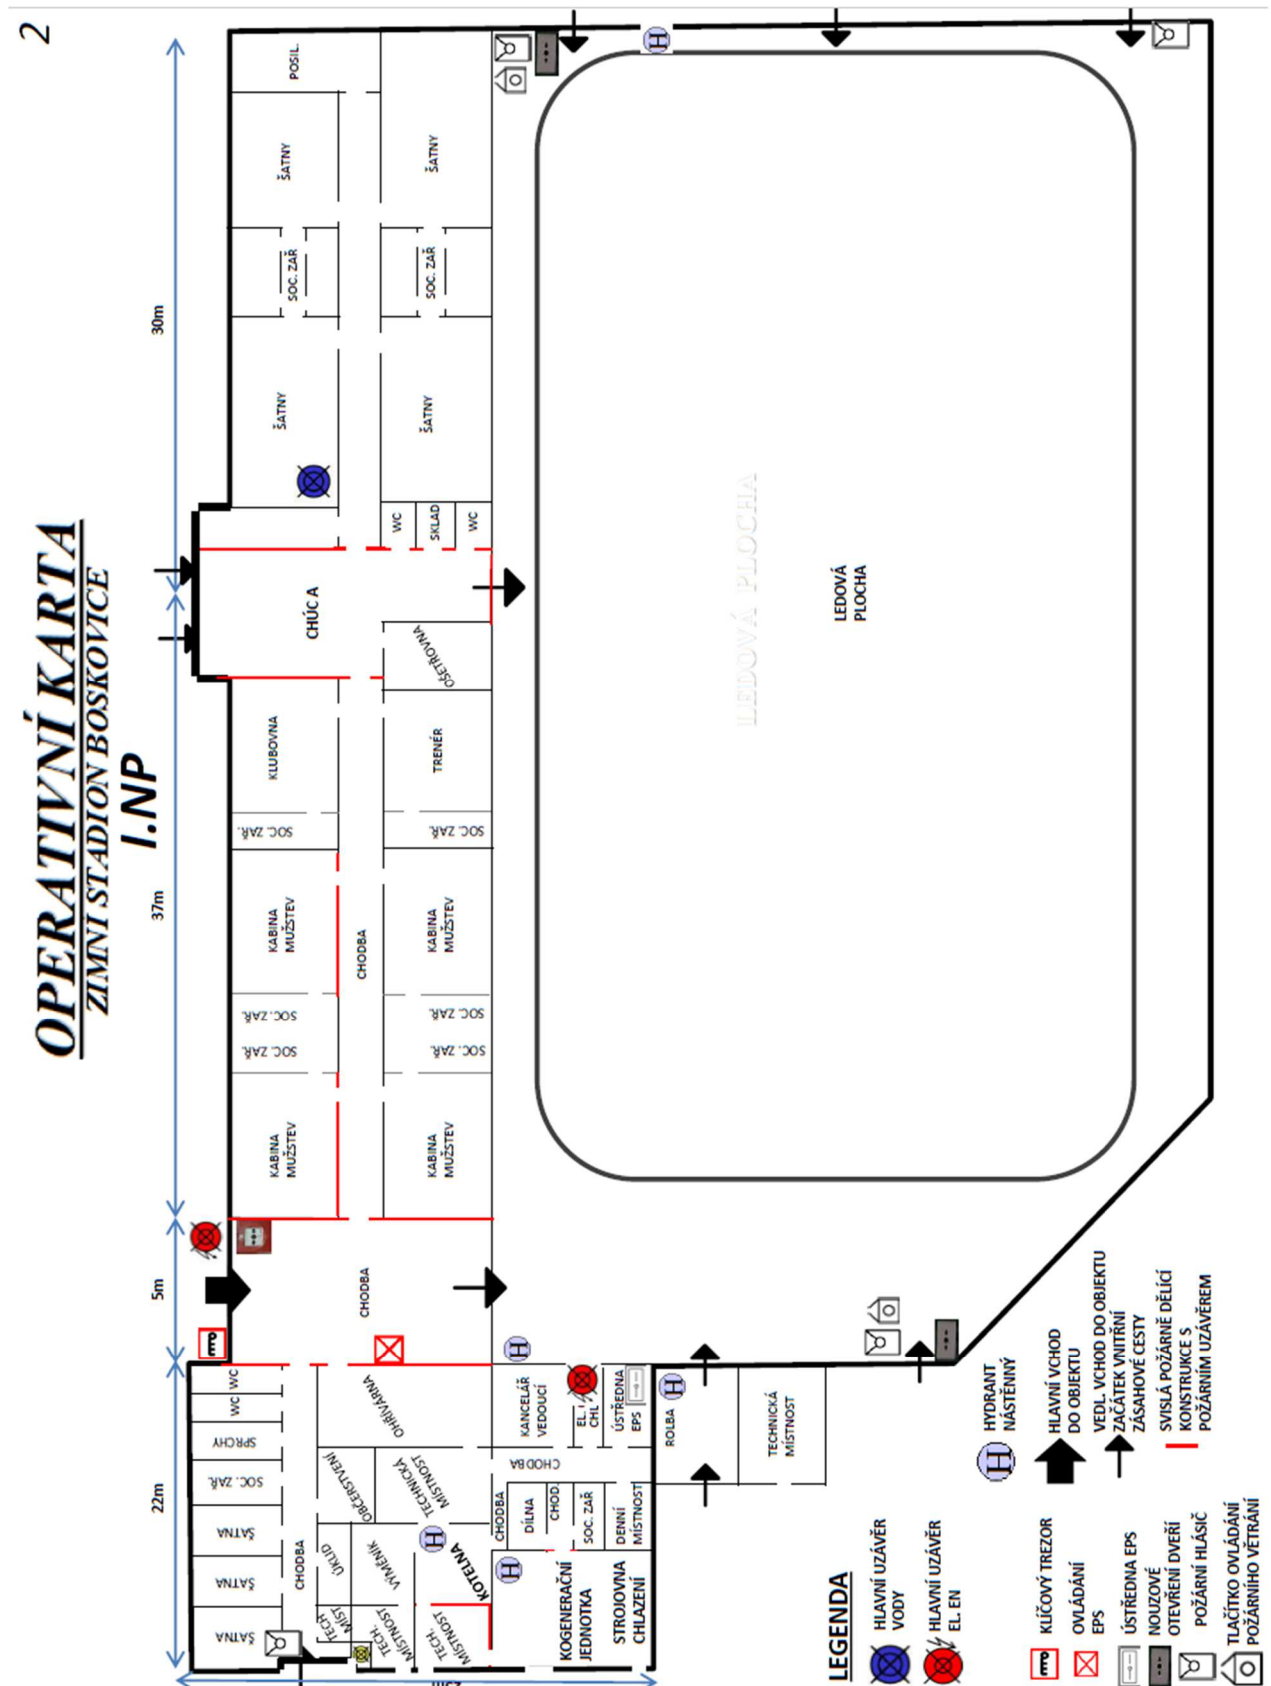 2
OPERATIVNÍ KARTA
ZIMNÍ STADION BOSKOVICE
I.NP
22m
5m
37m
30m
ŠATNA
ŠATNA
ŠATNA
SOC. ZAŘ.
SPRCHY
WC
WC
CHODBA
TECH
MÍST
ÚKLID
OBČERSTVENÍ
OHŘÍVÁRNA
TECH.
MÍSTNOST
VÝMĚNÍK
TECHNICKÁ
MÍSTNOST
TECH.
MÍSTNOST
KOTELNA
KOGENERAČNÍ
JEDNOTKA
STROJOVNA
CHLAZENÍ
CHODBA
DÍLNA
CHOD.
SOC. ZAŘ
DENNÍ
MÍSTNOST
CHODBA
KANCELÁŘ
VEDOUCÍ
EL.
CHL
ÚSTŘEDNA
EPS
ROLBA
TECHNICKÁ
MÍSTNOST
H
H
H
H
H
CHODBA
KABINA
MUŽSTEV
SOC. ZAŘ.
SOC. ZAŘ.
KABINA
MUŽSTEV
SOC. ZAŘ.
KLUBOVNA
CHODBA
KABINA
MUŽSTEV
SOC. ZAŘ.
SOC. ZAŘ.
KABINA
MUŽSTEV
SOC. ZAŘ.
TRENÉR
OŠETŘOVNA
CHÚC A
WC
SKLAD
WC
ŠATNY
SOC. ZAŘ
ŠATNY
POSIL.
ŠATNY
SOC. ZAŘ
ŠATNY
LEDOVÁ PLOCHA
LEDOVÁ
PLOCHA
LEGENDA
HLAVNÍ UZÁVĚR
VODY
HLAVNÍ UZÁVĚR
EL. EN
KLÍČOVÝ TREZOR
OVLÁDÁNÍ
EPS
ÚSTŘEDNA EPS
NOUZOVÉ
OTEVŘENÍ DVEŘÍ
POŽÁRNÍ HLÁSIČ
TLAČÍTKO OVLÁDÁNÍ
POŽÁRNÍHO VĚTRÁNÍ
H
HYDRANT
NÁSTĚNNÝ
HLAVNÍ VCHOD
DO OBJEKTU
VEDL. VCHOD DO OBJEKTU
ZAČÁTEK VNITŘNÍ
ZÁSAHOVÉ CESTY
SVISLÁ POŽÁRNĚ DĚLÍCÍ
KONSTRUKCE S
POŽÁRNÍM UZÁVĚREM